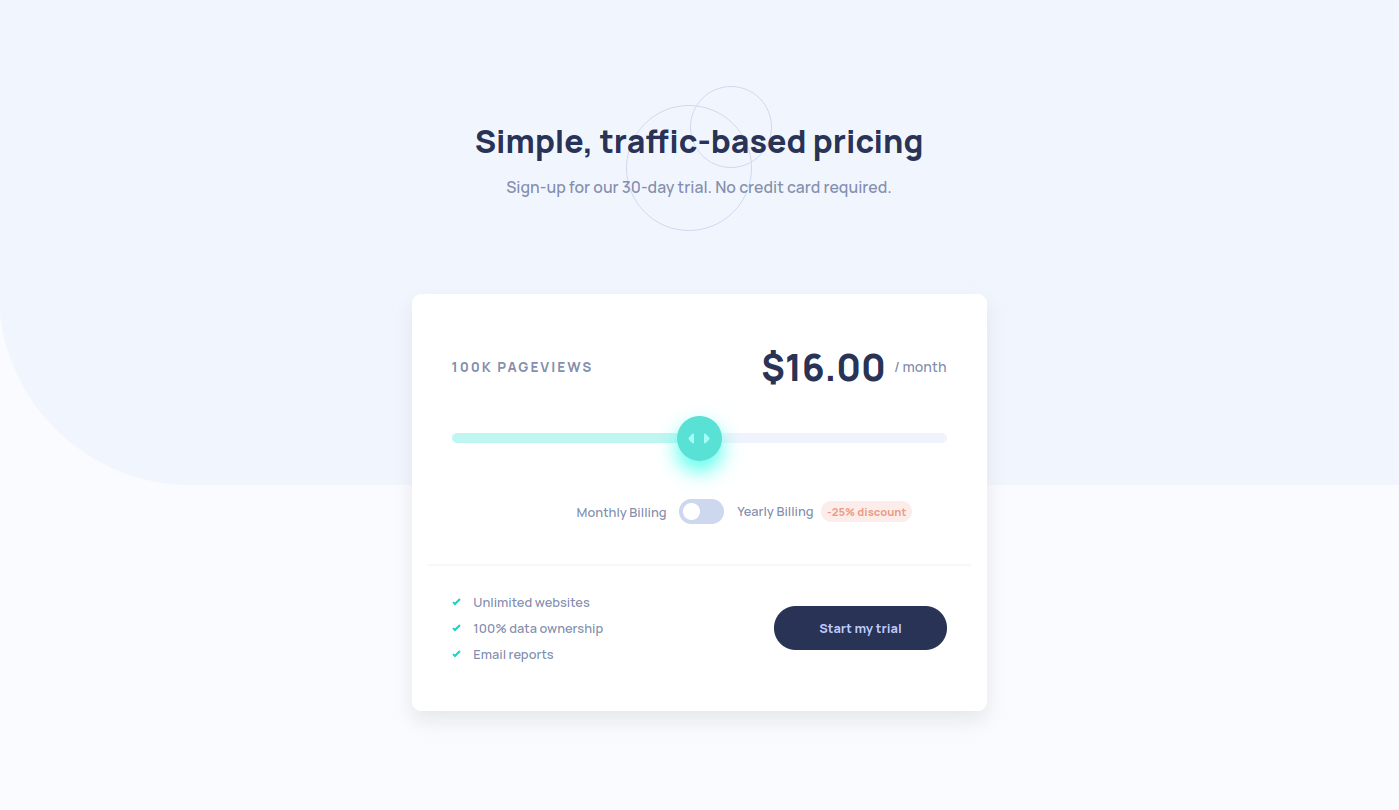 Simple, traffic-based pricing
Sign-up for our 30-day trial. No credit card required.
100K PAGEVIEWS
$16.00 / month
Monthly Billing
Yearly Billing -25% discount
Unlimited websites
100% data ownership
Email reports
Start my trial